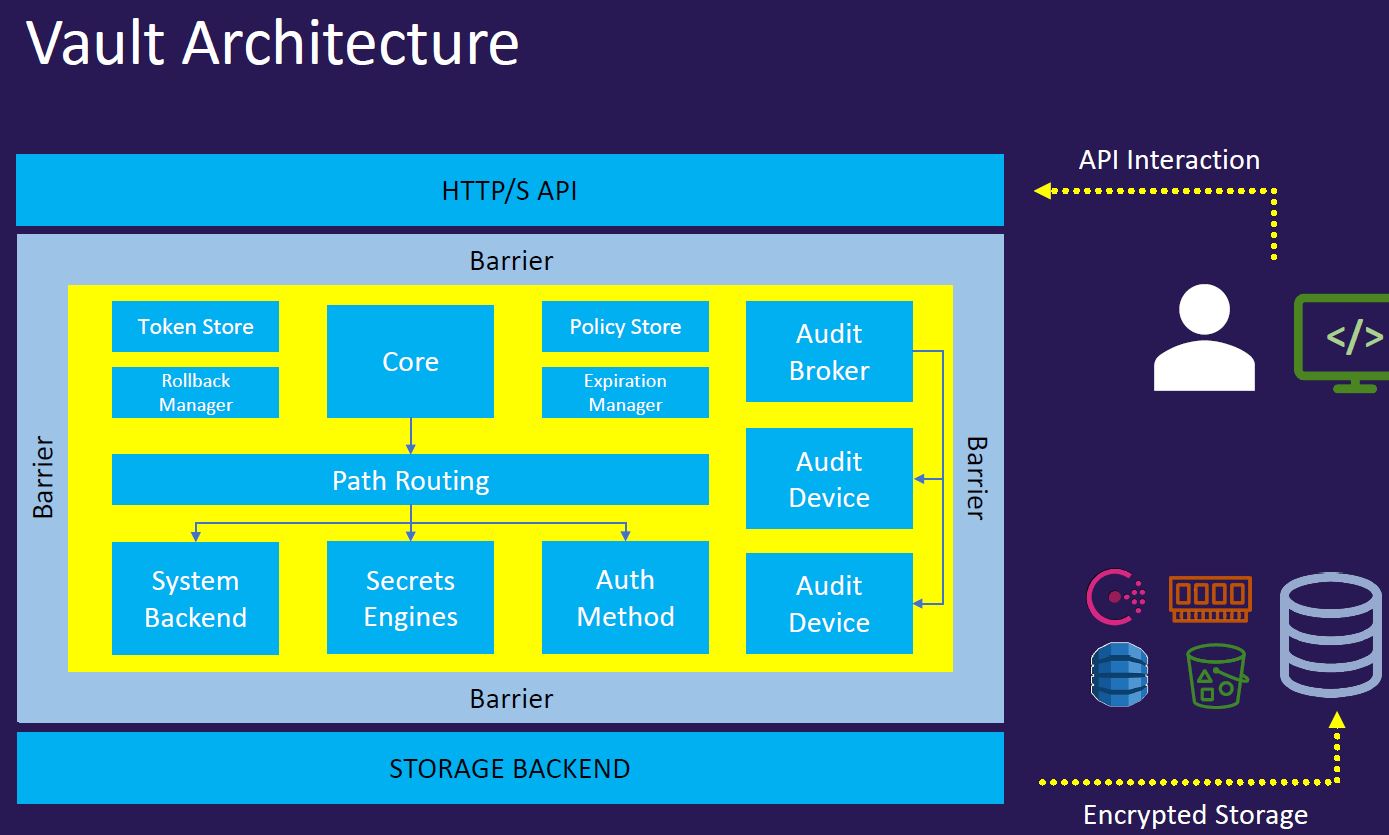 Vault Architecture
API Interaction
HTTP/S API
Barrier
Token Store
Core
Policy Store
Audit
Broker
Rollback
Manager
Expiration
Manager
</>
Barrier
Barrier
Path Routing
Audit
Device
System
Backend
Secrets
Engines
Auth
Method
Audit
Device
Barrier
STORAGE BACKEND
Encrypted Storage